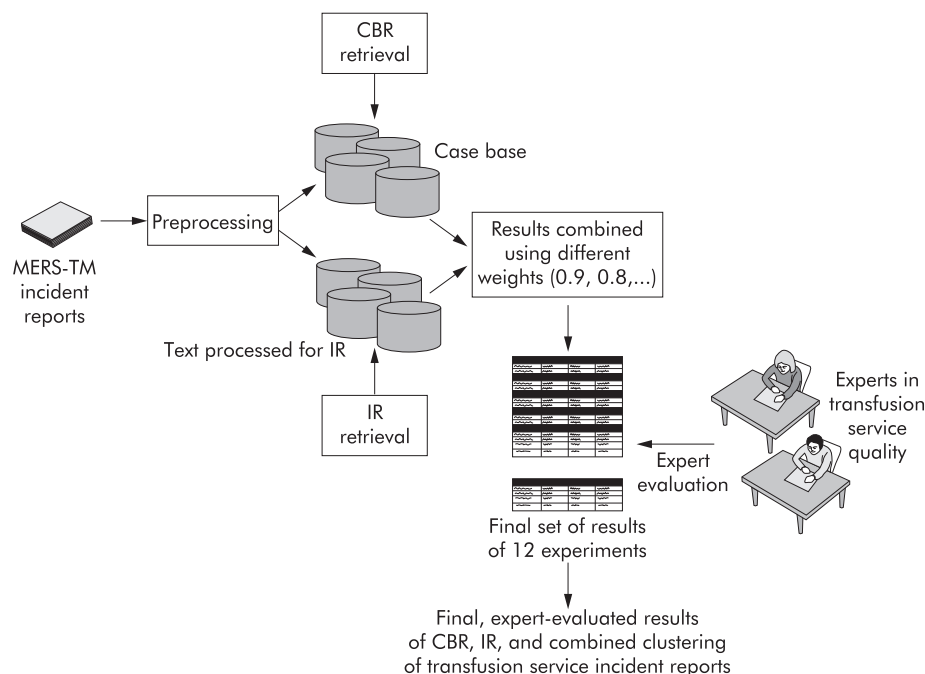 CBR
retrieval
Case base
Preprocessing
MERS-TM
incident
reports
Results combined
using different
weights (0.9, 0.8,...)
Text processed for IR
IR
retrieval
Experts in
transfusion
service
quality
Expert
evaluation
Final set of results
of 12 experiments
Final, expert-evaluated results
of CBR, IR, and combined clustering
of transfusion service incident reports